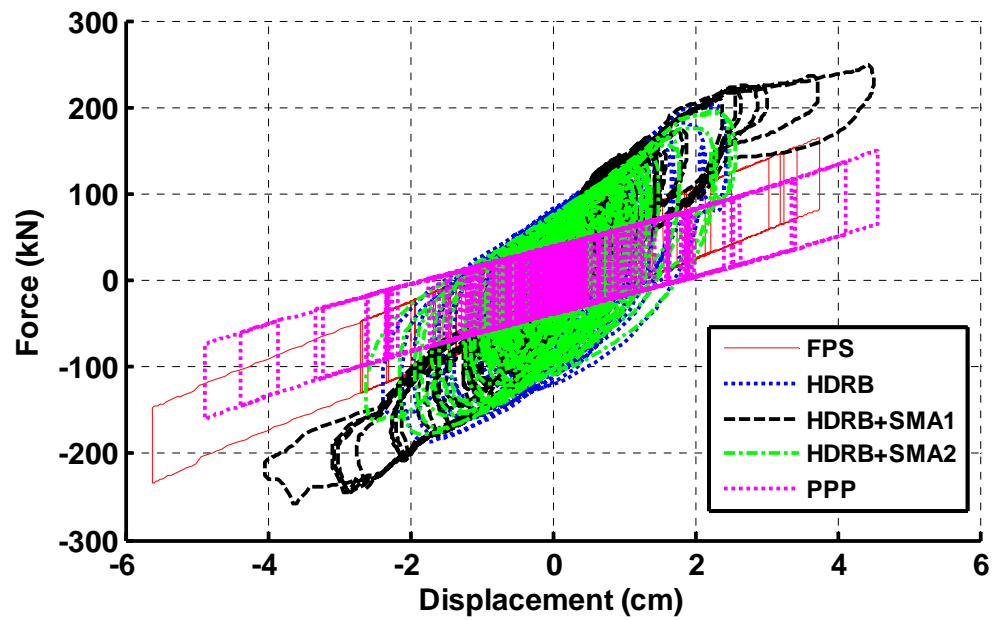 300
200
100
0
-100
-200
-300
-6 -4 -2 0 2 4 6
Force (kN)
Displacement (cm)
FPS
HDRB
HDRB+SMA1
HDRB+SMA2
PPP